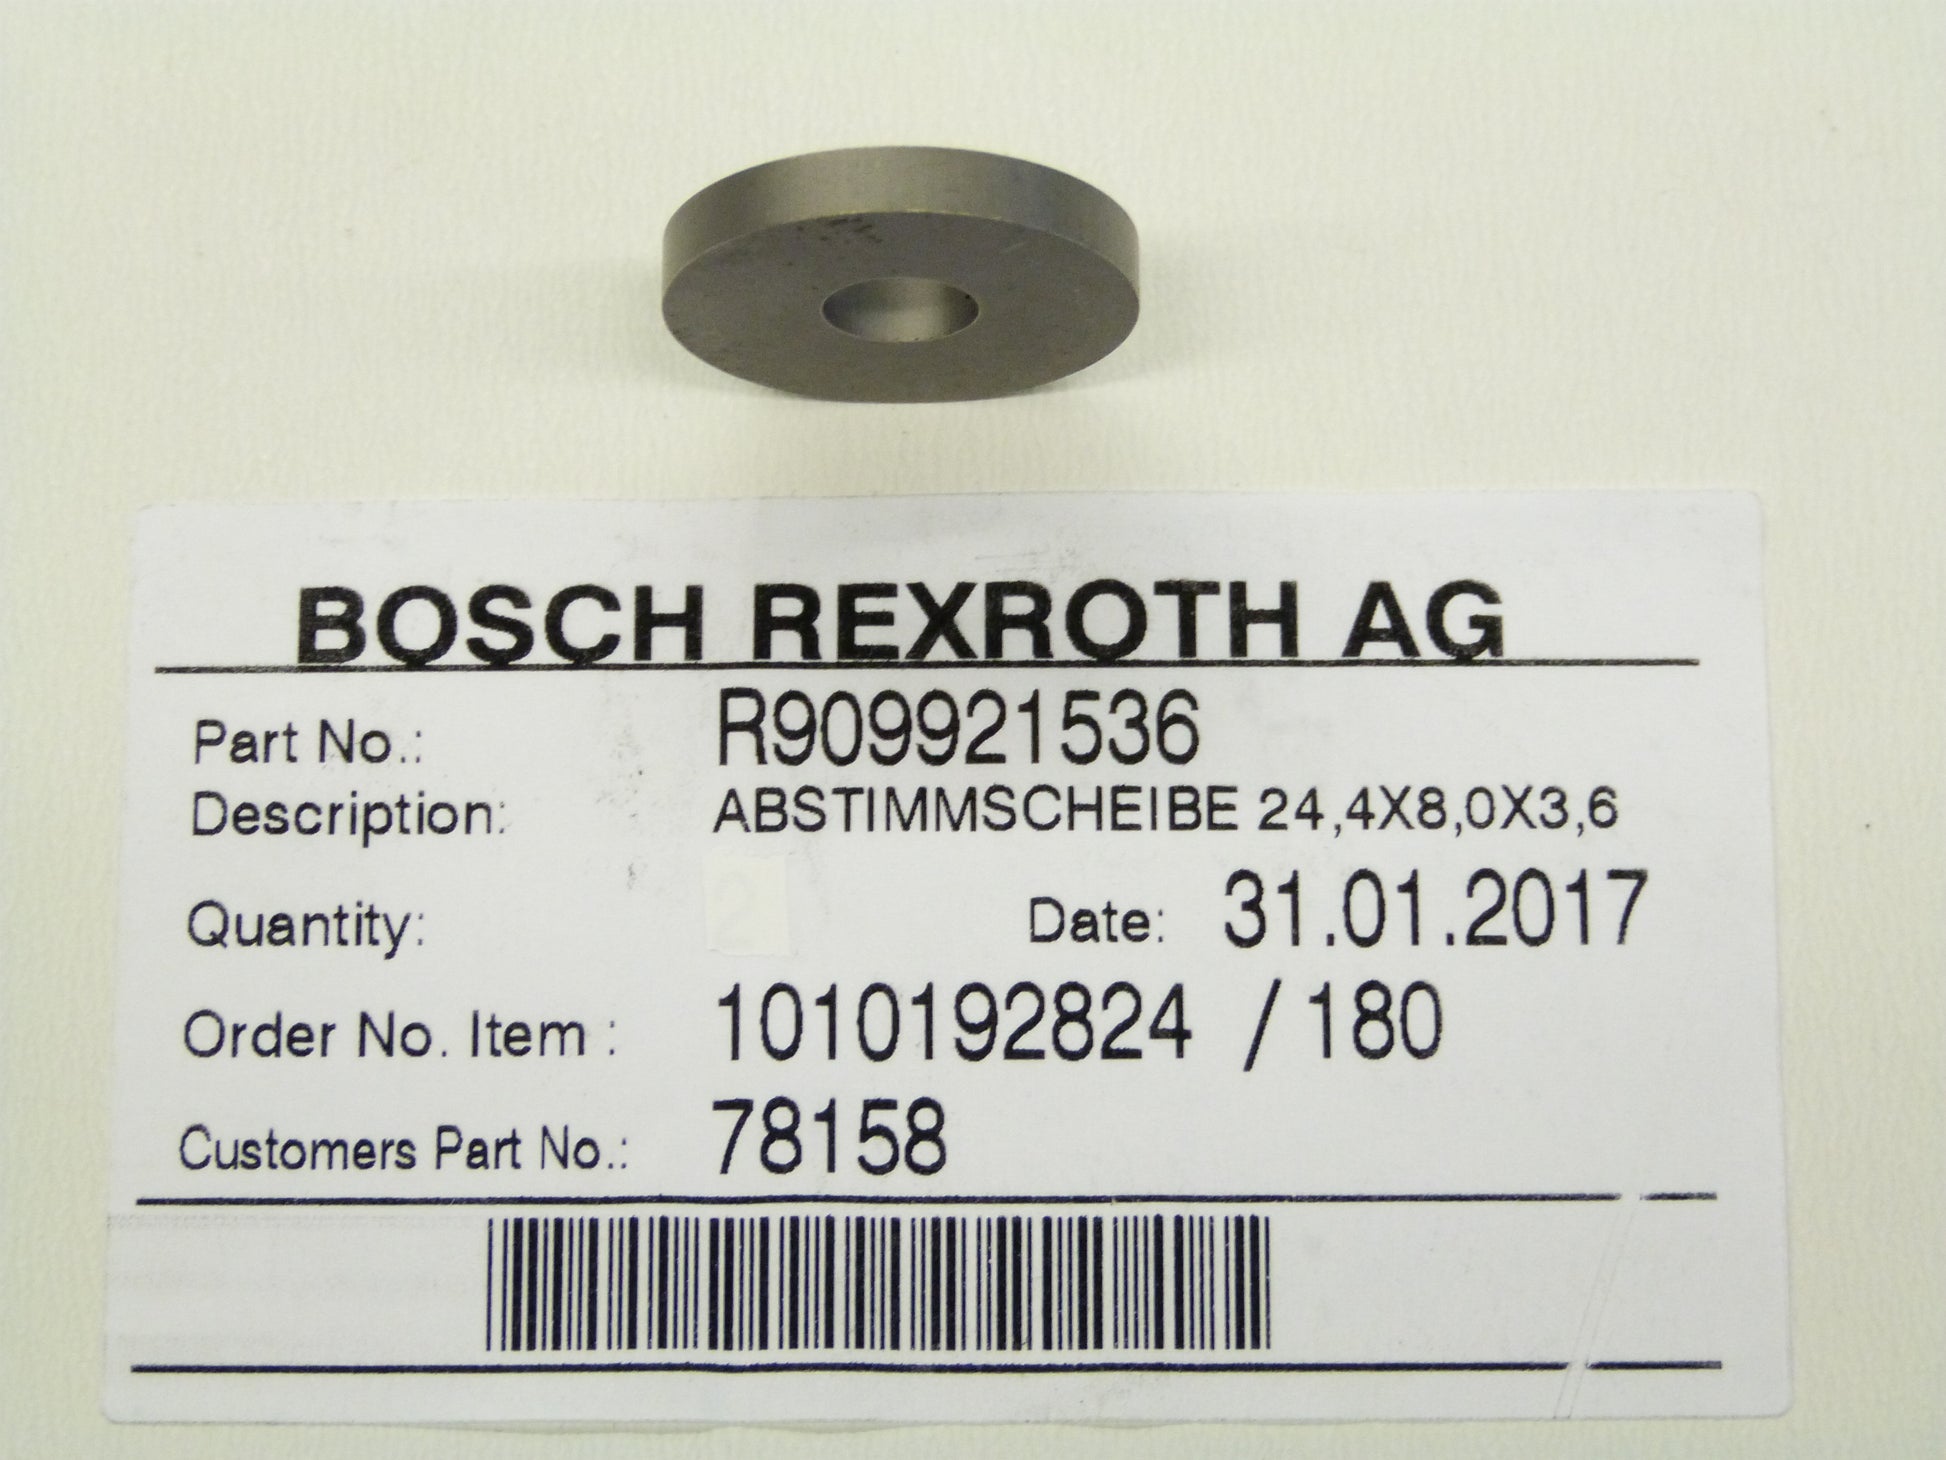 BOSCH REXROTH AG
Part No.: R909921536
Description: ABSTIMMSCHEIBE 24,4X8,0X3,6
Quantity: Date: 31.01.2017
Order No. Item : 1010192824 / 180
Customers Part No.: 78158